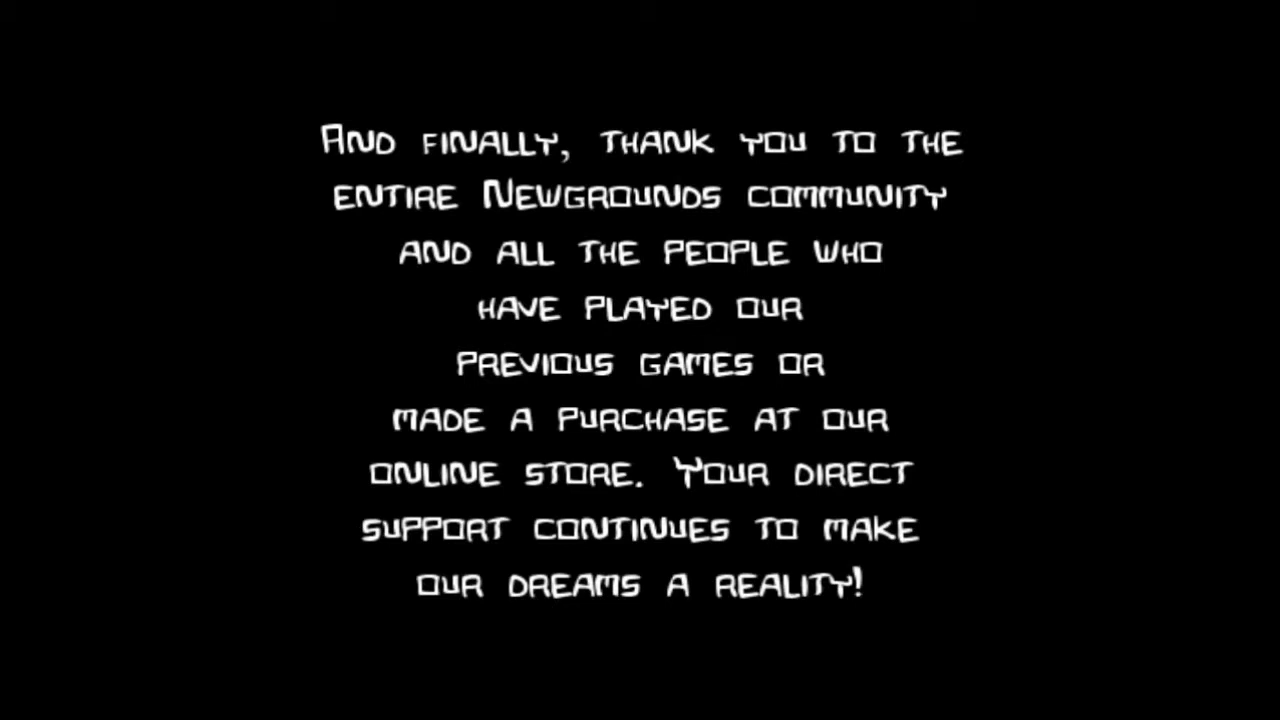 And finally, thank you to the
entire Newgrounds community
and all the people who
have played our
previous games or
made a purchase at our
online store. Your direct
support continues to make
our dreams a reality!